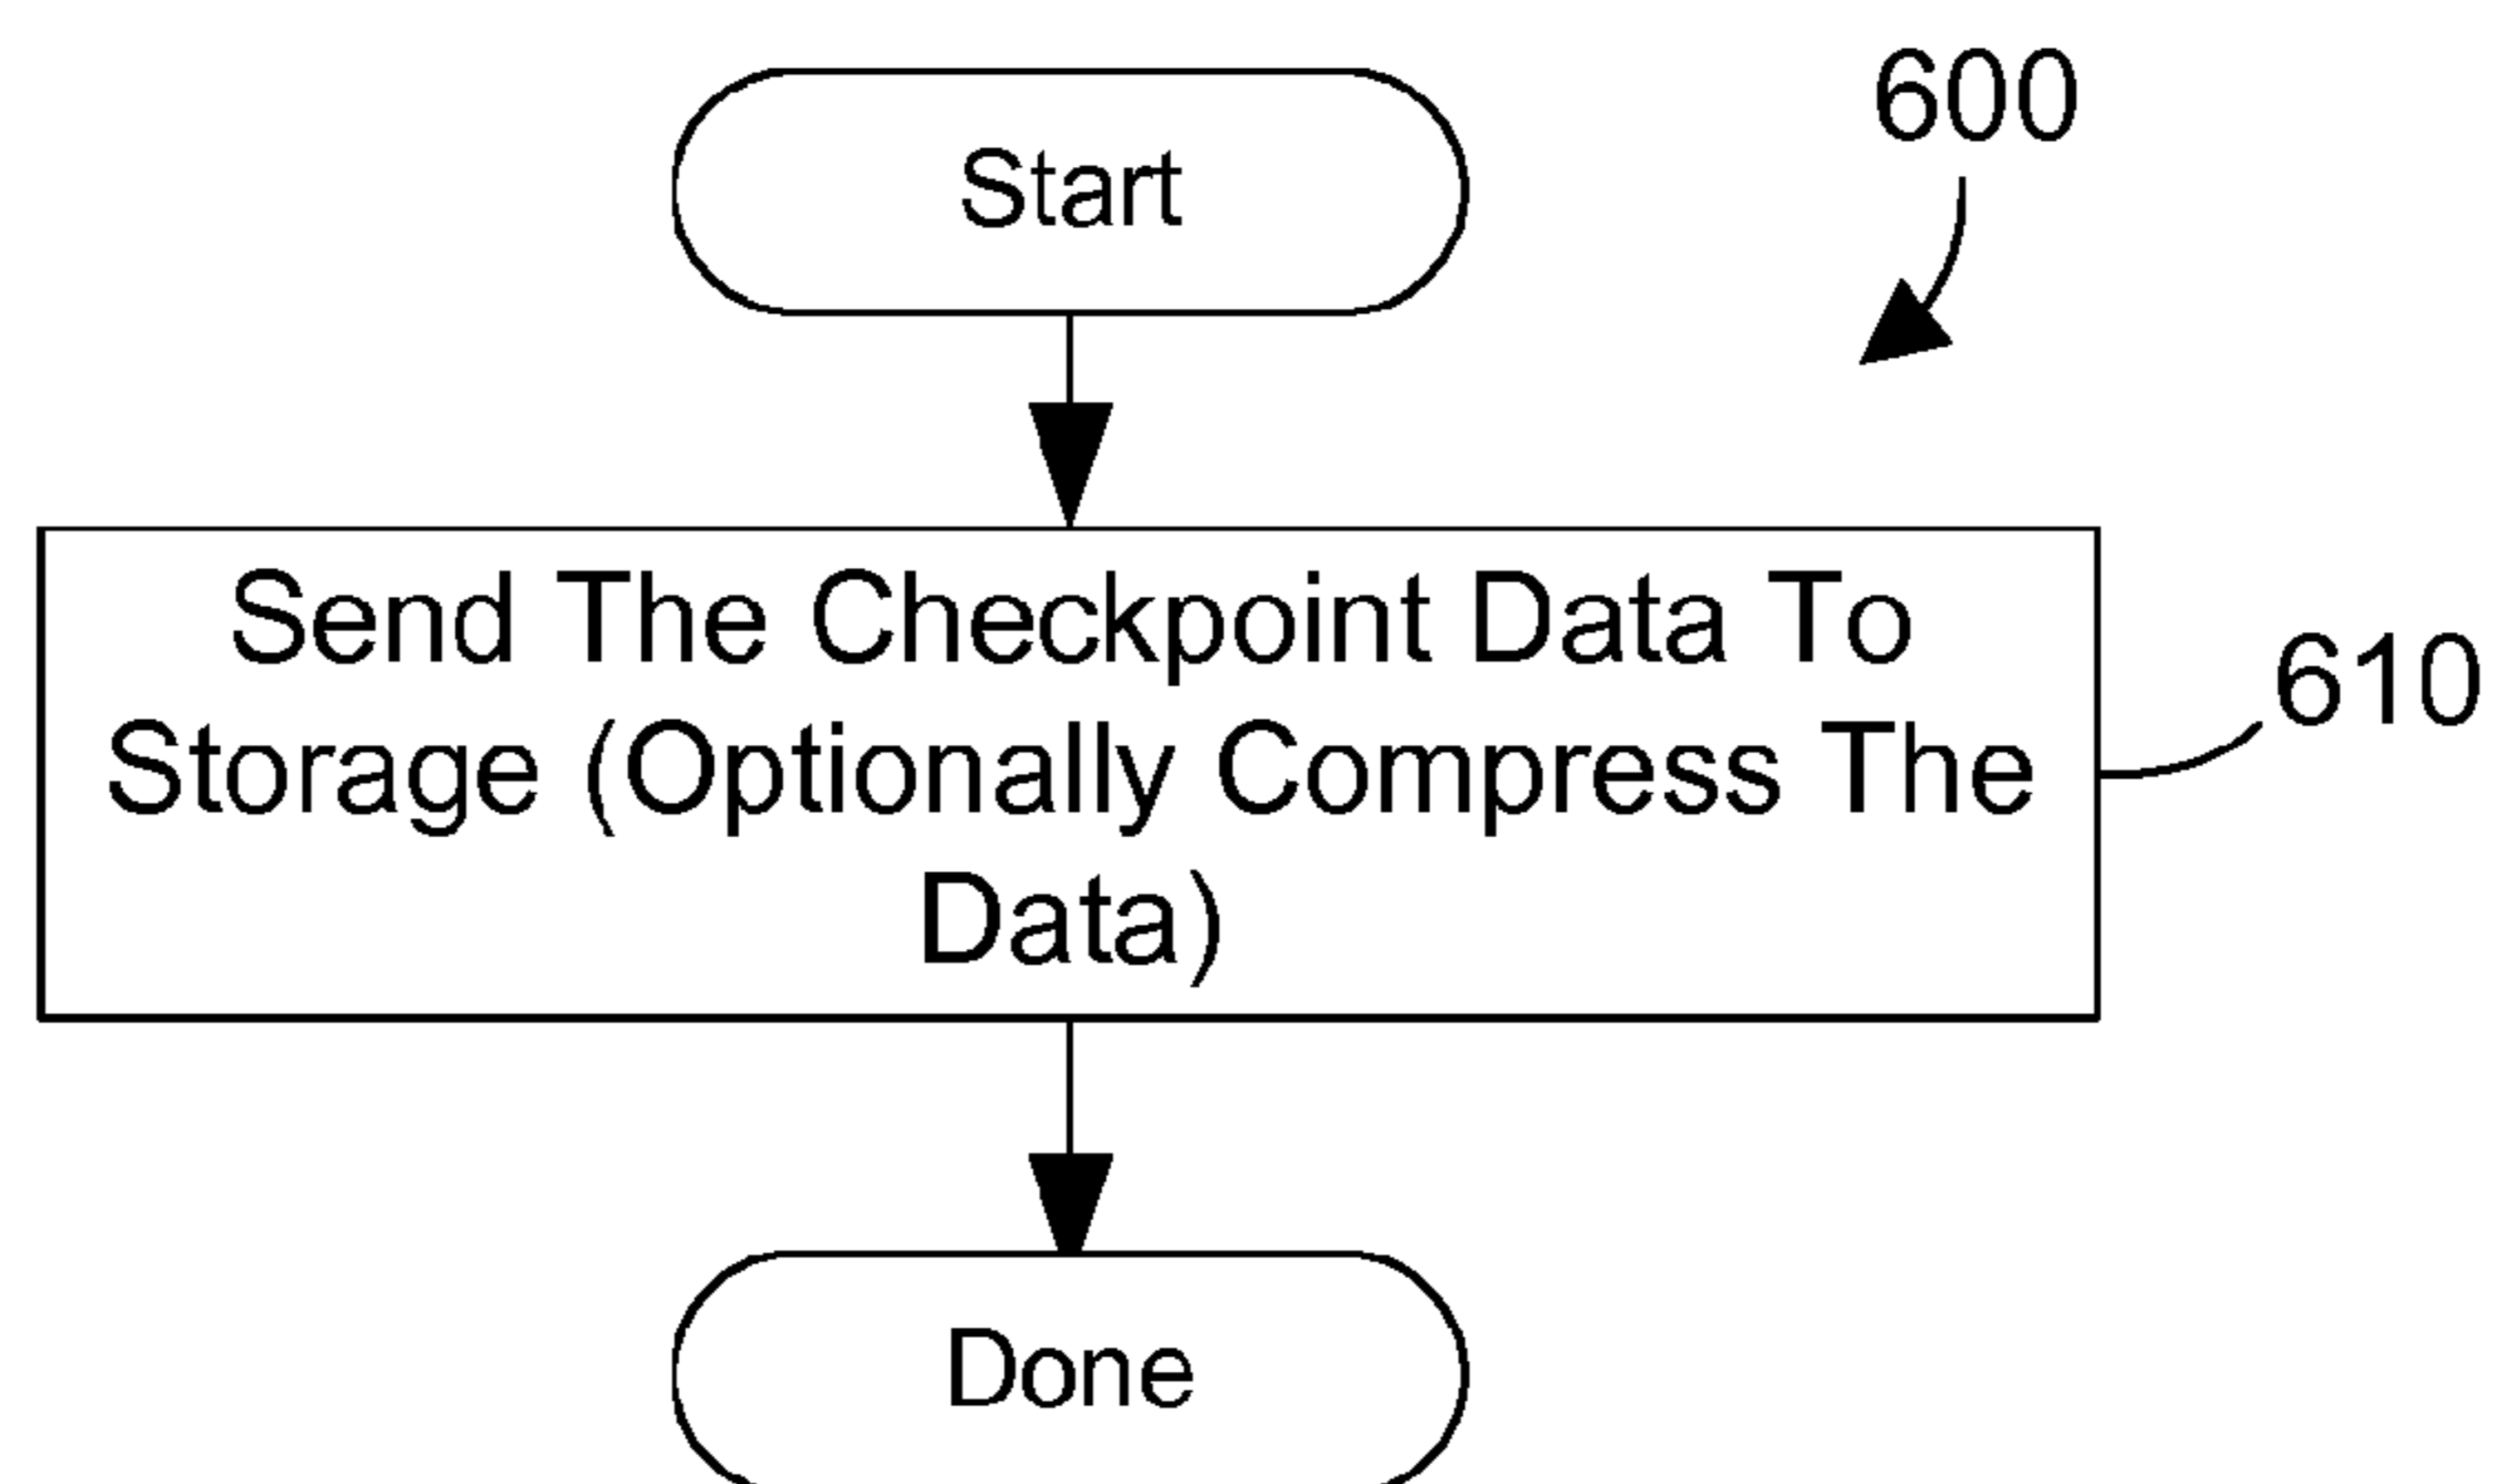 600
Start
Send The Checkpoint Data To
Storage (Optionally Compress The
Data)
610
Done